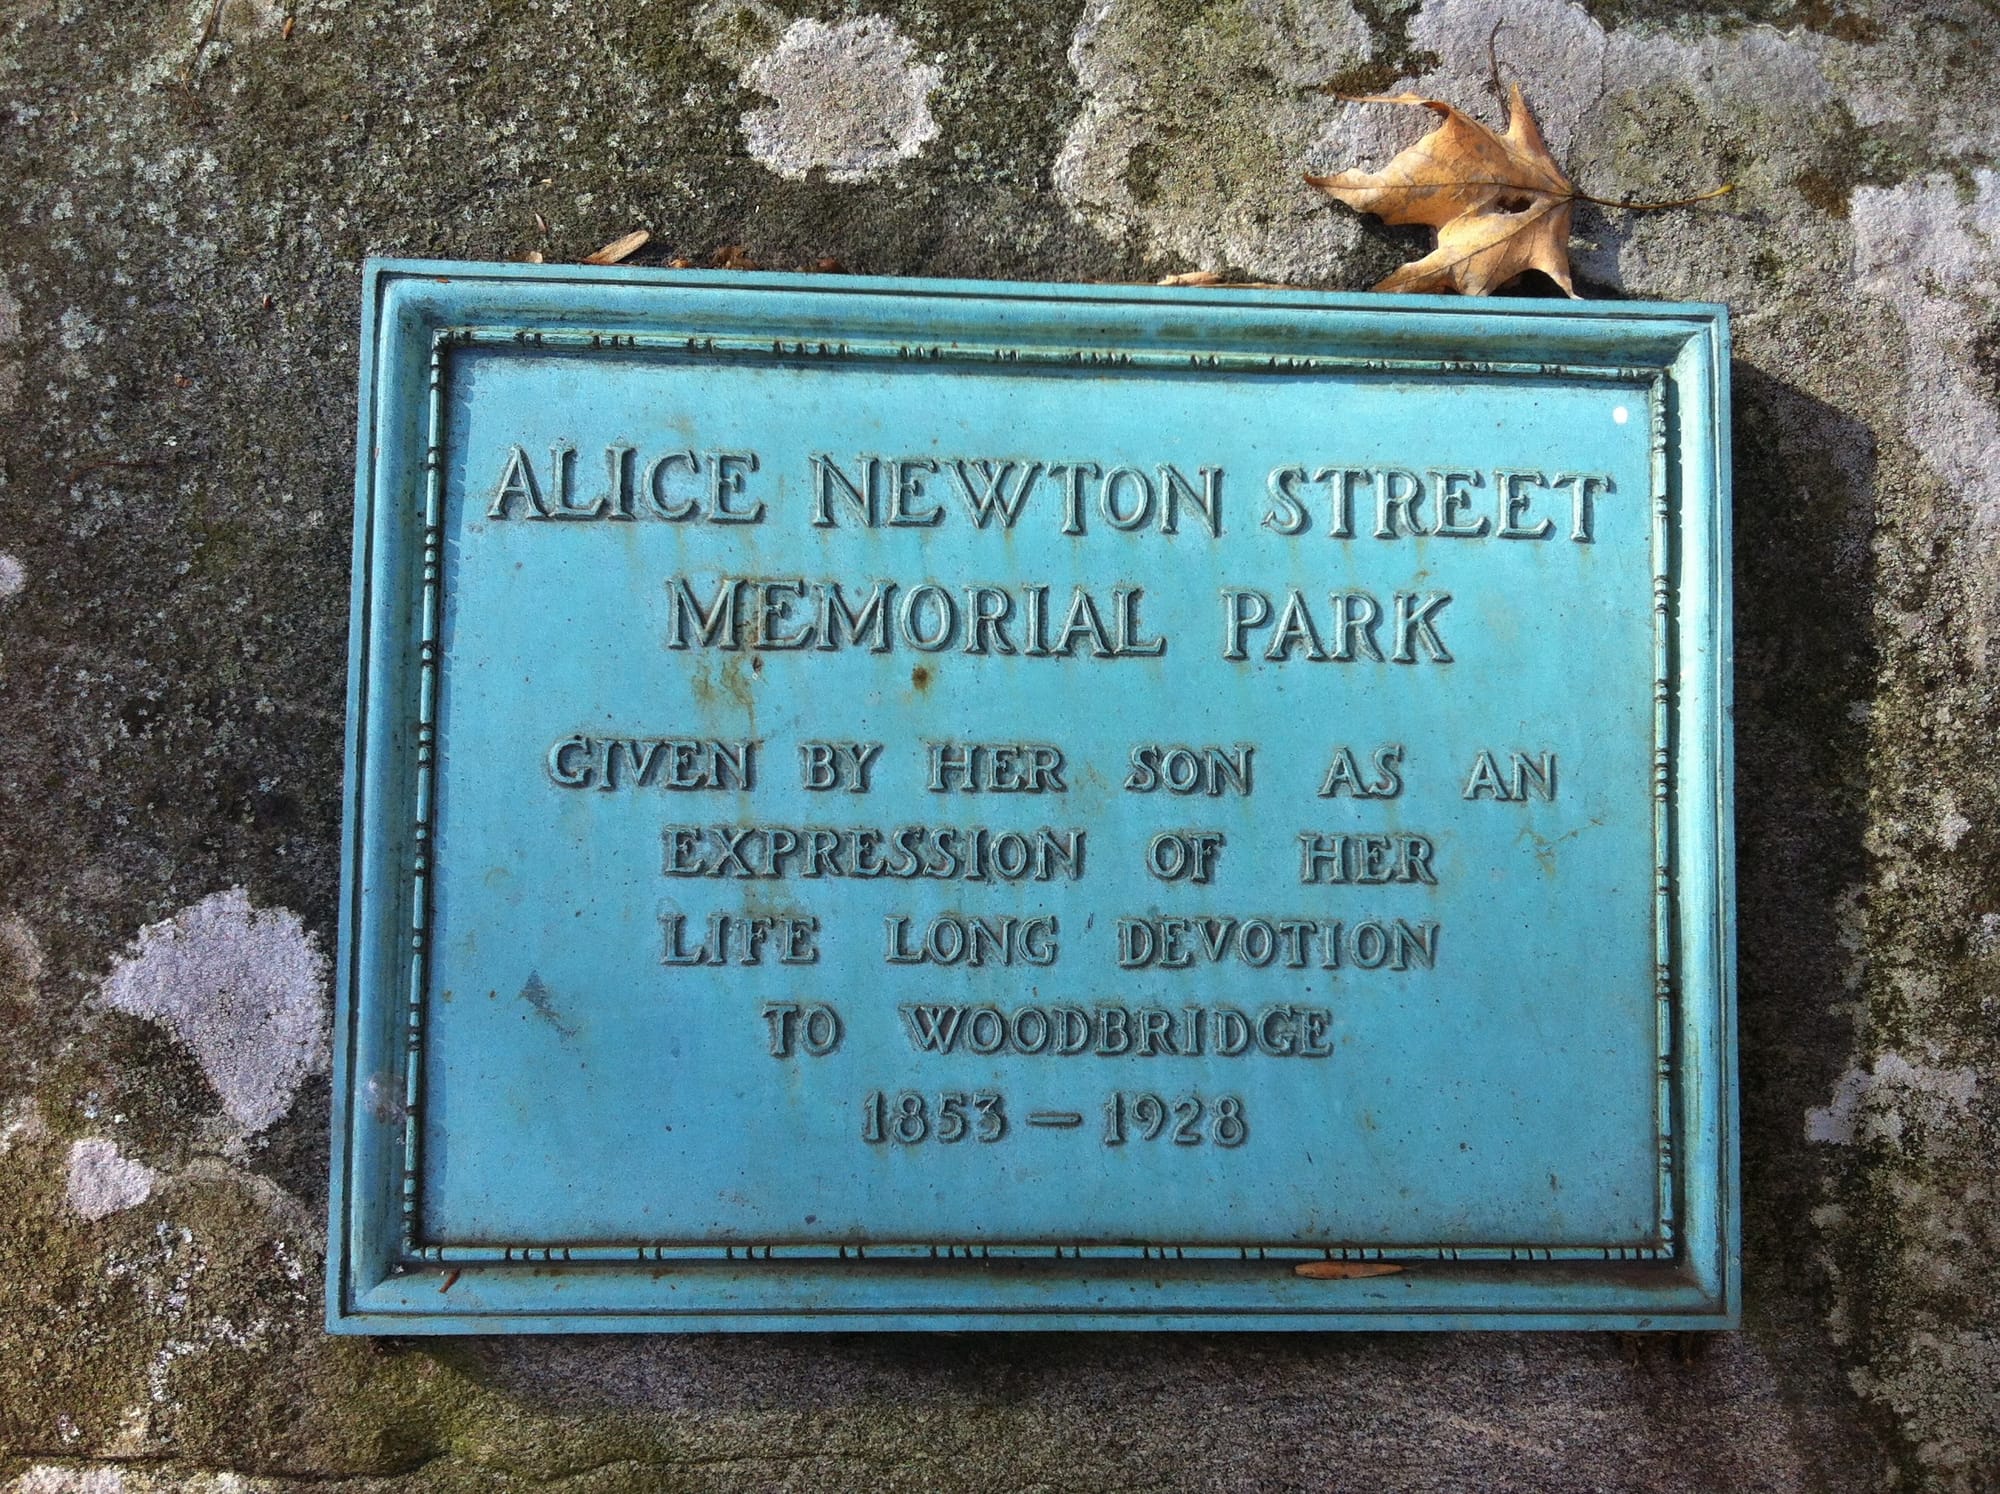 ALICE NEWTON STREET
MEMORIAL PARK
GIVEN BY HER SON AS AN
EXPRESSION OF HER
LIFE LONG DEVOTION
TO WOODBRIDGE
1853 – 1928